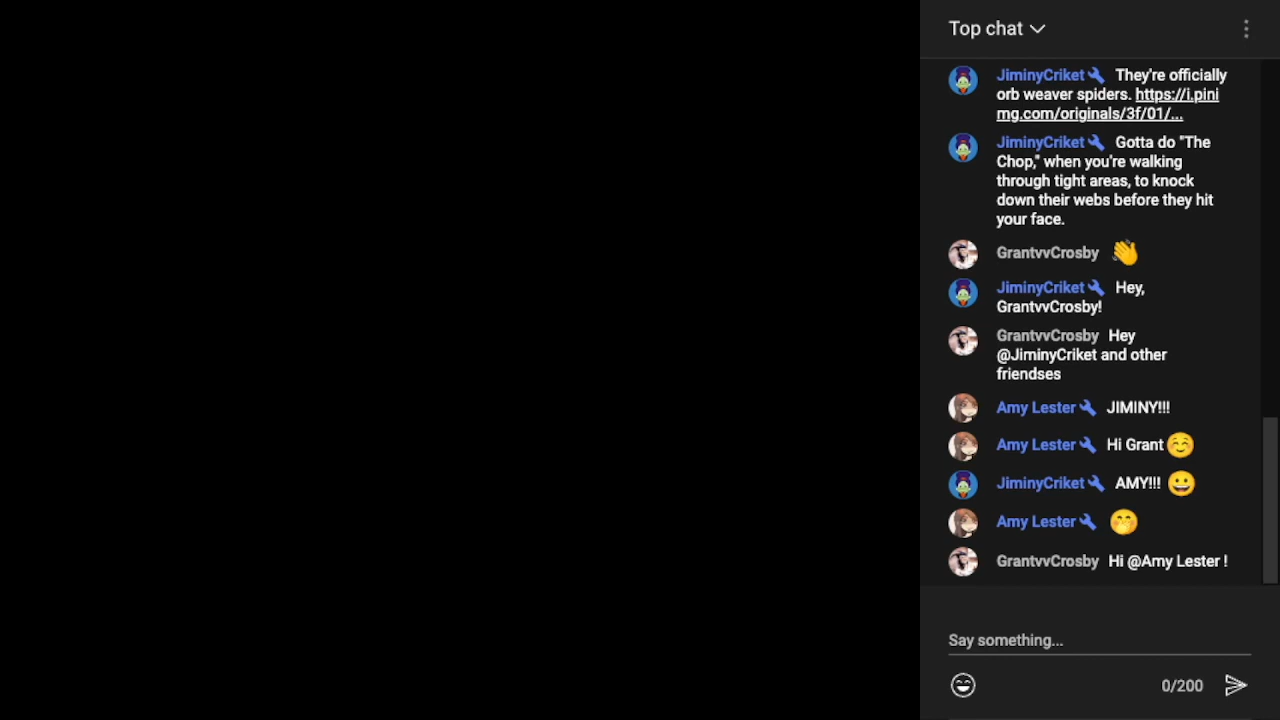 Top chat
JiminyCriket They're officially
orb weaver spiders. https://i.pini
mg.com/originals/3f/01/...
JiminyCriket Gotta do "The
Chop," when you're walking
through tight areas, to knock
down their webs before they hit
your face.
GrantvvCrosby 👋
JiminyCriket Hey,
GrantvvCrosby!
GrantvvCrosby Hey
@JiminyCriket and other
friendses
Amy Lester JIMINY!!!
Amy Lester Hi Grant ☺️
JiminyCriket AMY!!! 😀
Amy Lester 🤭
GrantvvCrosby Hi @Amy Lester !
Say something...
0/200